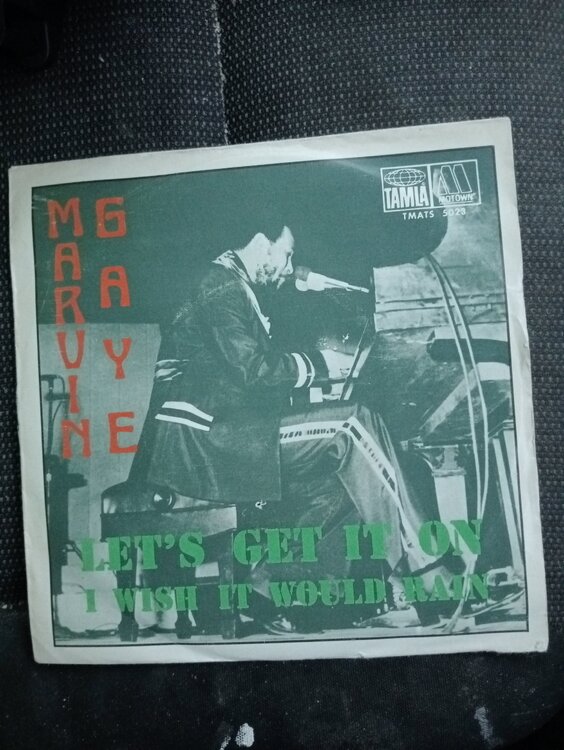 MARVIN
GAYE
TAMLA
MOTOWN
TMATS 5023
LET'S GET IT ON
I WISH IT WOULD RAIN